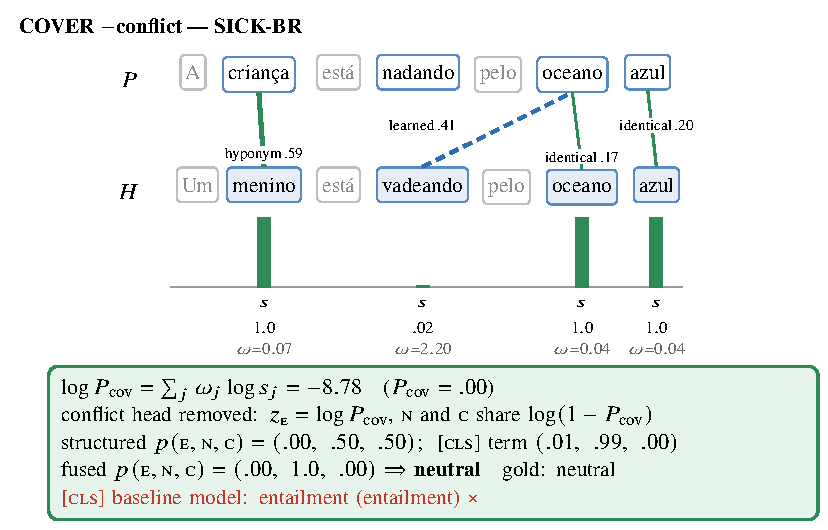 COVER −conflict — SICK-BR
P A criança está nadando pelo oceano azul
learned .41 identical .20
hyponym .59 identical .17
H Um menino está vadeando pelo oceano azul
s s s s
1.0 .02 1.0 1.0
ω=0.07 ω=2.20 ω=0.04 ω=0.04
log P_cov = ∑_j ω_j log s_j = −8.78 (P_cov = .00)
conflict head removed: z_E = log P_cov, N and C share log(1 − P_cov)
structured p(E, N, C) = (.00, .50, .50); [CLS] term (.01, .99, .00)
fused p(E, N, C) = (.00, 1.0, .00) ⇒ neutral gold: neutral
[CLS] baseline model: entailment (entailment) ×